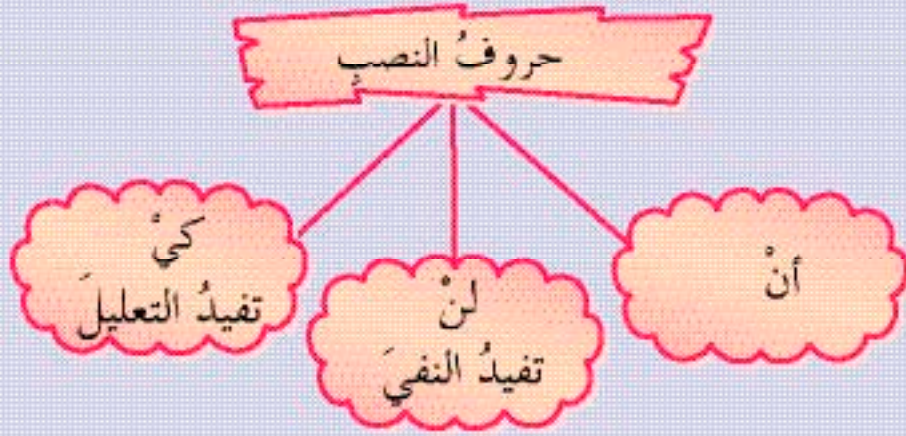 حروفُ النصبِ
أنْ
لنْ
تفيدُ النفيَ
كيْ
تفيدُ التعليلَ